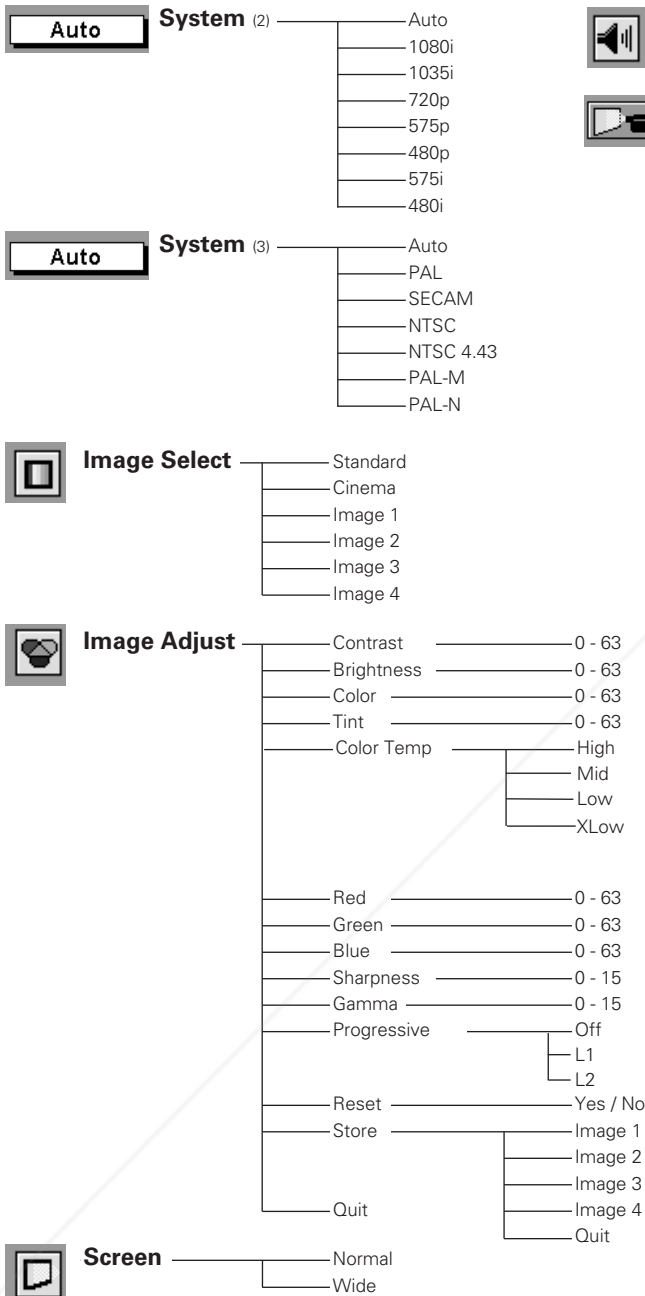 Auto System (2) Auto
1080i
1035i
720p
575p
480p
575i
480i
Auto System (3) Auto
PAL
SECAM
NTSC
NTSC 4.43
PAL-M
PAL-N
Image Select Standard
Cinema
Image 1
Image 2
Image 3
Image 4
Image Adjust Contrast 0 - 63
Brightness 0 - 63
Color 0 - 63
Tint 0 - 63
Color Temp High
Mid
Low
XLow
Red 0 - 63
Green 0 - 63
Blue 0 - 63
Sharpness 0 - 15
Gamma 0 - 15
Progressive Off
L1
L2
Reset Yes / No
Store Image 1
Image 2
Image 3
Quit Image 4
Quit
Screen Normal
Wide